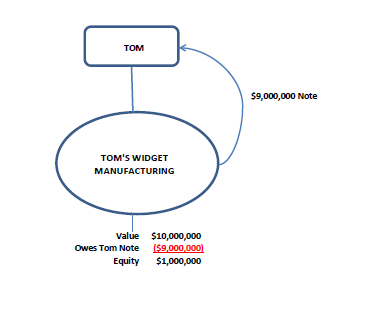 TOM
$9,000,000 Note
TOM'S WIDGET
MANUFACTURING
Value $10,000,000
Owes Tom Note ($9,000,000)
Equity $1,000,000